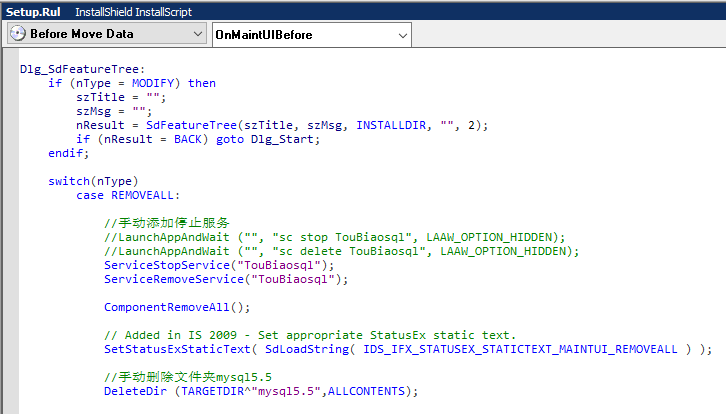 Setup.Rul InstallShield InstallScript
Before Move Data OnMaintUIBefore
Dlg_SdFeatureTree:
if (nType = MODIFY) then
szTitle = "";
szMsg = "";
nResult = SdFeatureTree(szTitle, szMsg, INSTALLDIR, "", 2);
if (nResult = BACK) goto Dlg_Start;
endif;
switch(nType)
case REMOVEALL:
//手动添加停止服务
//LaunchAppAndWait ("", "sc stop TouBiaosql", LAAW_OPTION_HIDDEN);
//LaunchAppAndWait ("", "sc delete TouBiaosql", LAAW_OPTION_HIDDEN);
ServiceStopService("TouBiaosql");
ServiceRemoveService("TouBiaosql");
ComponentRemoveAll();
// Added in IS 2009 - Set appropriate StatusEx static text.
SetStatusExStaticText( SdLoadString( IDS_IFX_STATUSEX_STATICTEXT_MAINTUI_REMOVEALL ) );
//手动删除文件夹mysql5.5
DeleteDir (TARGETDIR^"mysql5.5",ALLCONTENTS);